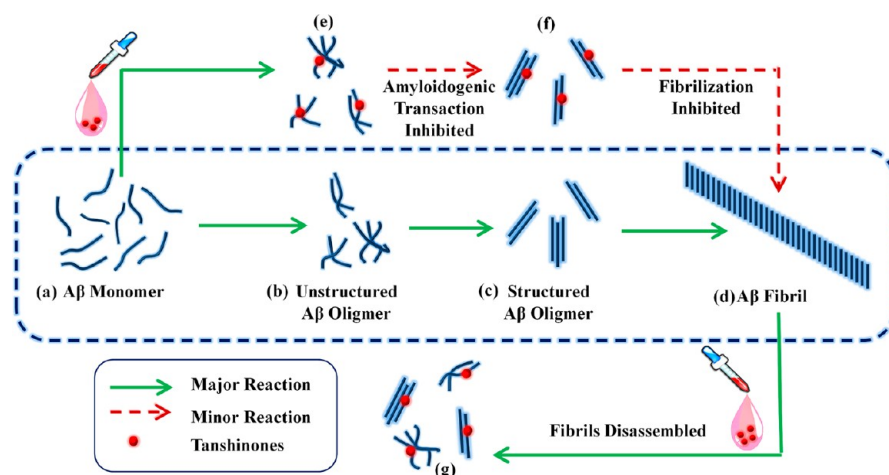 (e)
(f)
Amyloidogenic
Transaction
Inhibited
Fibrilization
Inhibited
(a) Aβ Monomer
(b) Unstructured
Aβ Oligmer
(c) Structured
Aβ Oligmer
(d) Aβ Fibril
Major Reaction
Minor Reaction
Tanshinones
Fibrils Disassembled
(g)